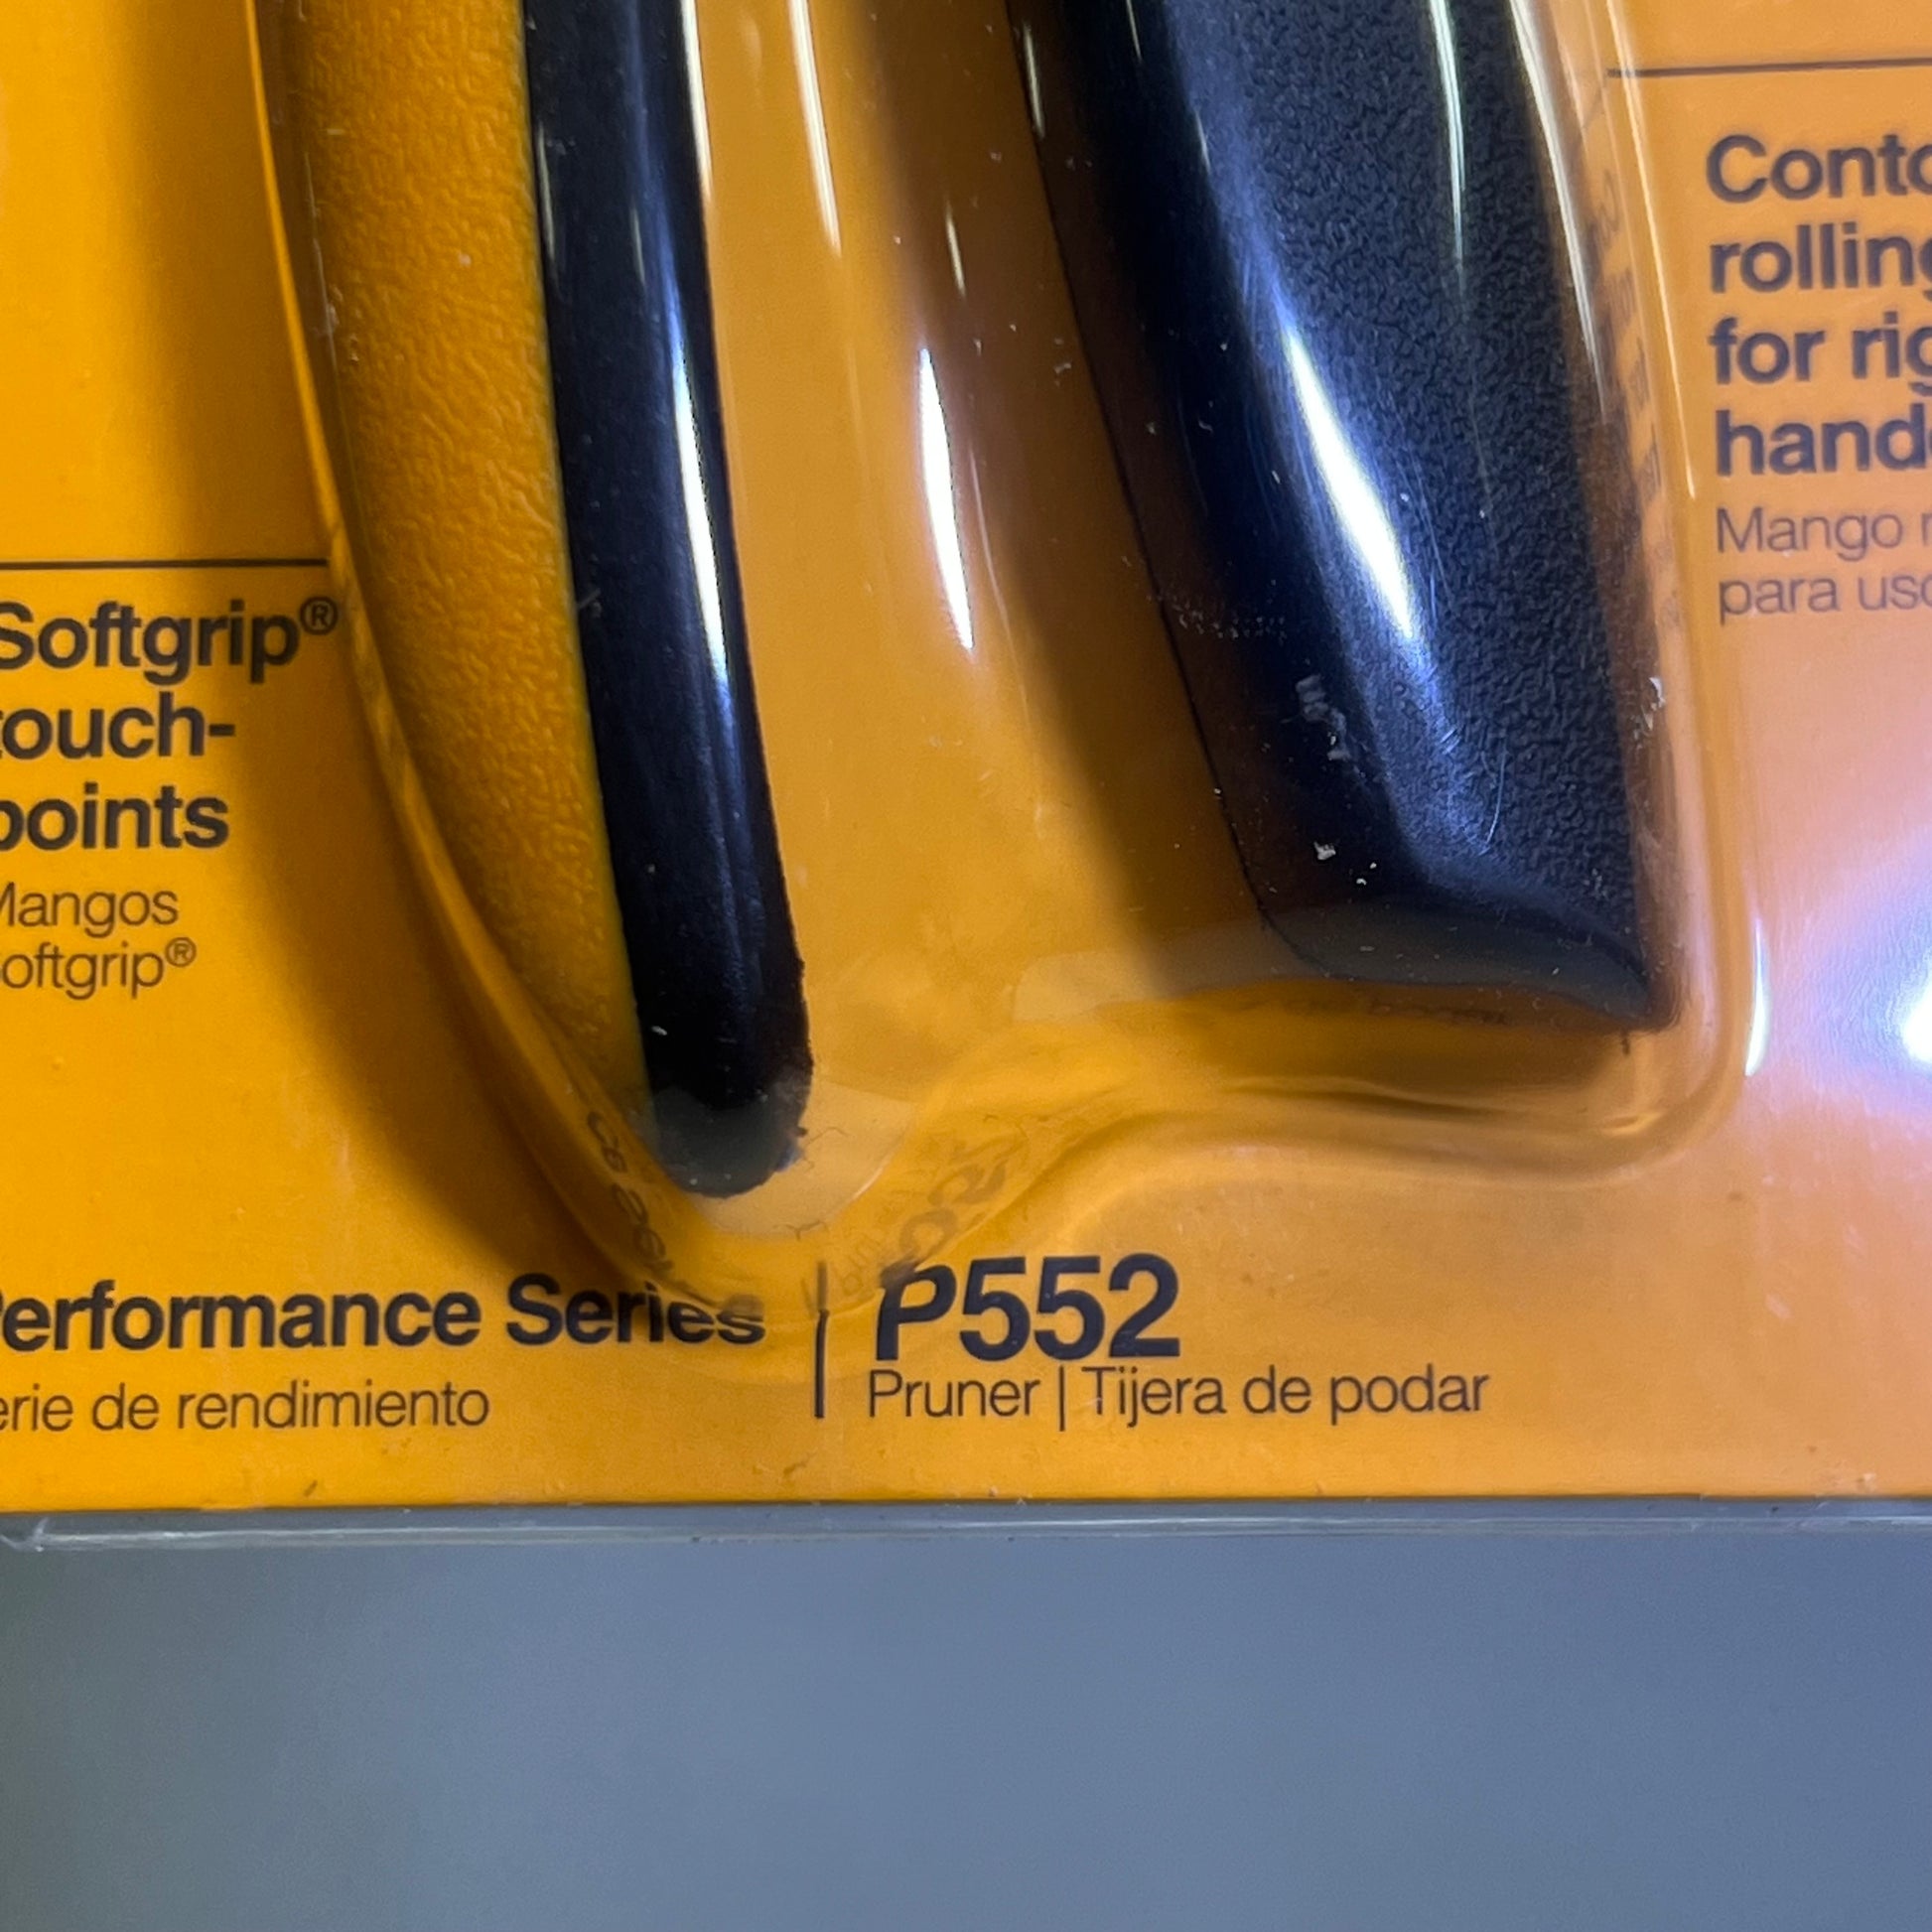 Softgrip®
touch-
points
Mangos
Softgrip®
Conto
rolling
for rig
hand
Mango
para uso
Performance Series
erie de rendimiento
P552
Pruner | Tijera de podar